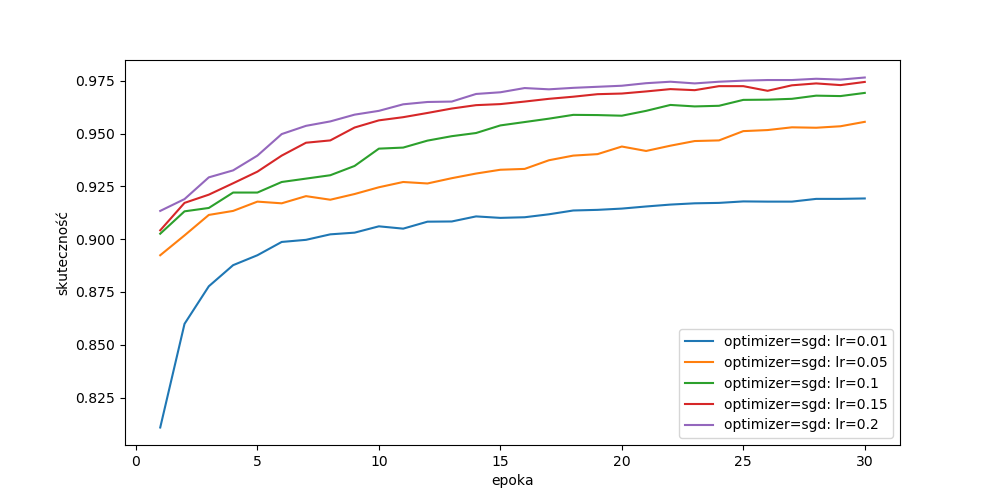 0.975
0.950
0.925
0.900
0.875
0.850
0.825
skuteczność
optimizer=sgd: lr=0.01
optimizer=sgd: lr=0.05
optimizer=sgd: lr=0.1
optimizer=sgd: lr=0.15
optimizer=sgd: lr=0.2
0 5 10 15 20 25 30
epoka